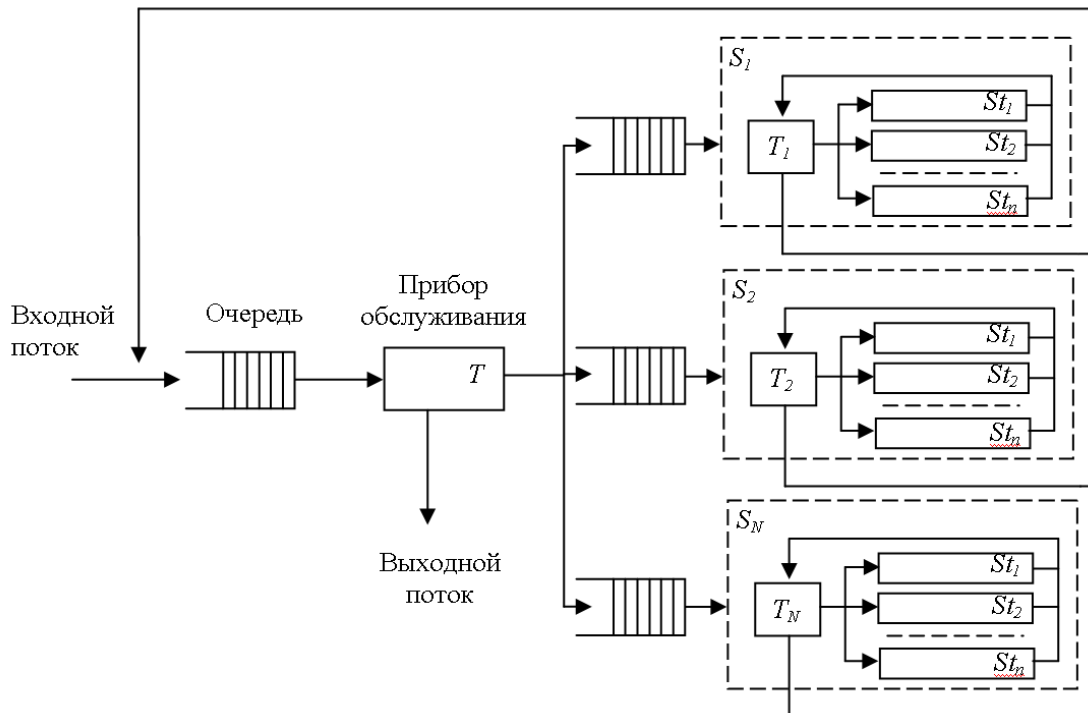 S1
T1
St1
St2
Stn
Прибор
обслуживания
Очередь
Входной
поток
T
S2
T2
St1
St2
Stn
Выходной
поток
SN
TN
St1
St2
Stn